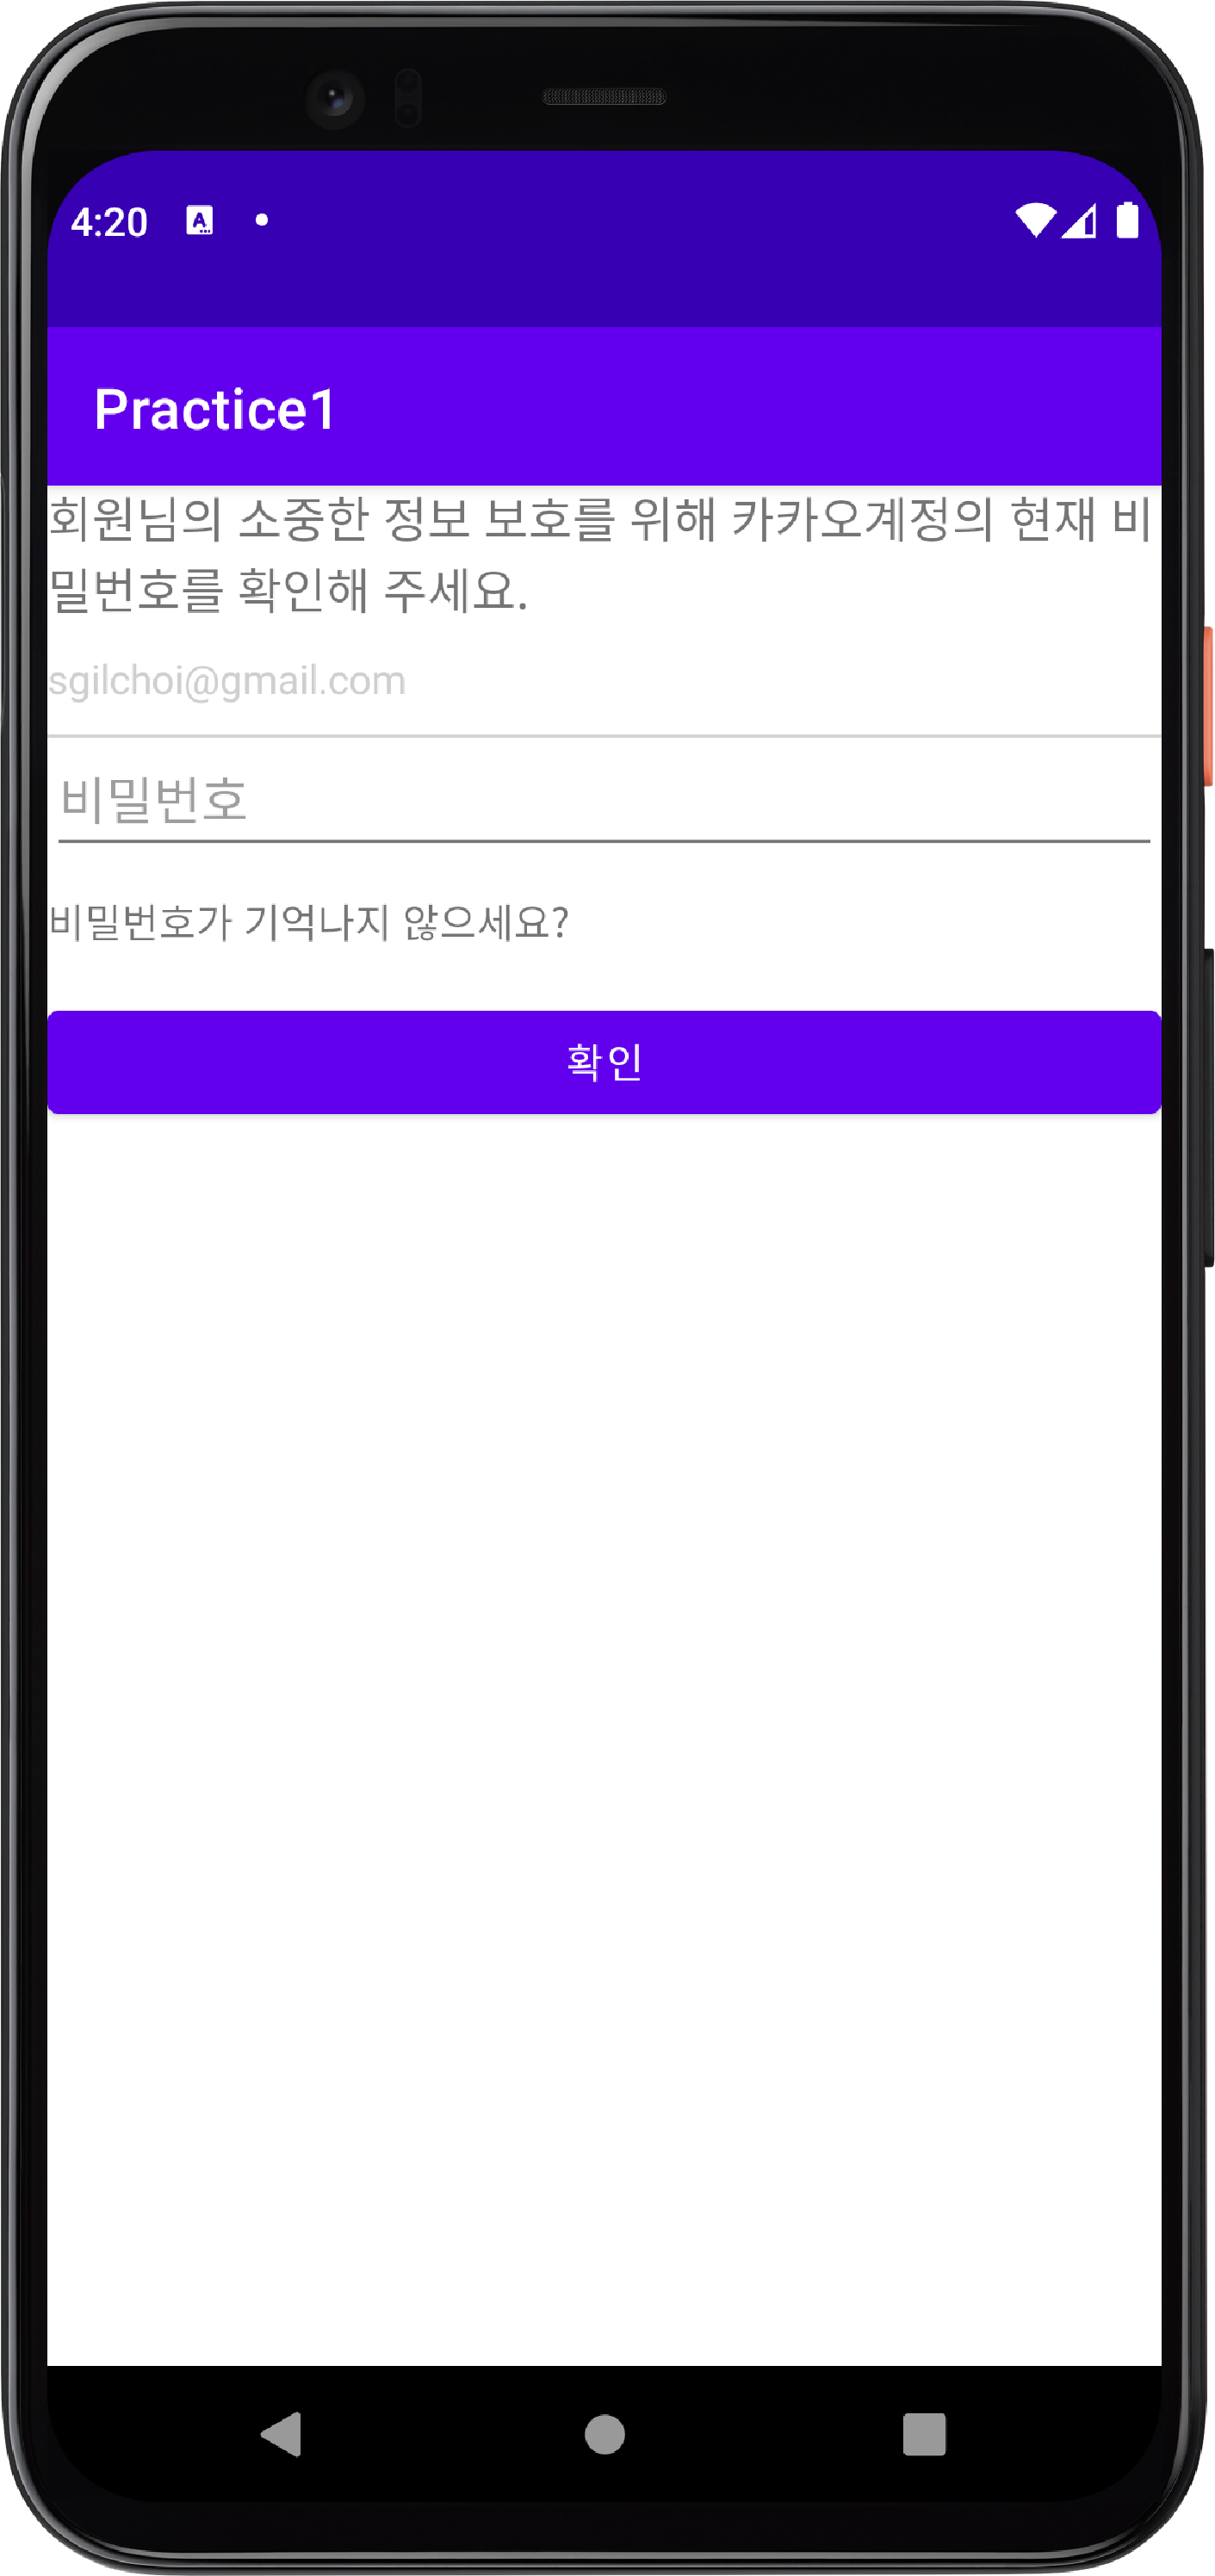 4:20
Practice1
회원님의 소중한 정보 보호를 위해 카카오계정의 현재 비
밀번호를 확인해 주세요.
sgilchoi@gmail.com
비밀번호
비밀번호가 기억나지 않으세요?
확인